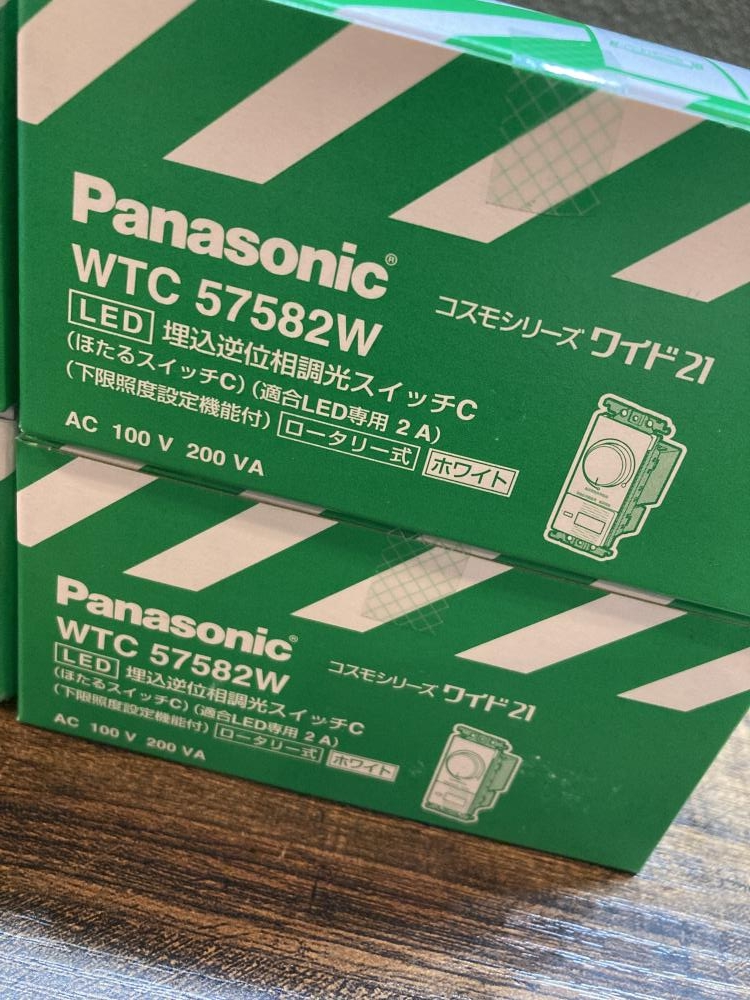 Panasonic®
WTC 57582W
LED 埋込逆位相調光スイッチC
(ほたるスイッチC) (適合LED専用 2 A)
(下限照度設定機能付) ロータリー式 ホワイト
AC 100 V 200 VA
コスモシリーズ ワイド21
Panasonic®
WTC 57582W
LED 埋込逆位相調光スイッチC
(ほたるスイッチC) (適合LED専用 2 A)
(下限照度設定機能付) ロータリー式 ホワイト
AC 100 V 200 VA
コスモシリーズ ワイド21